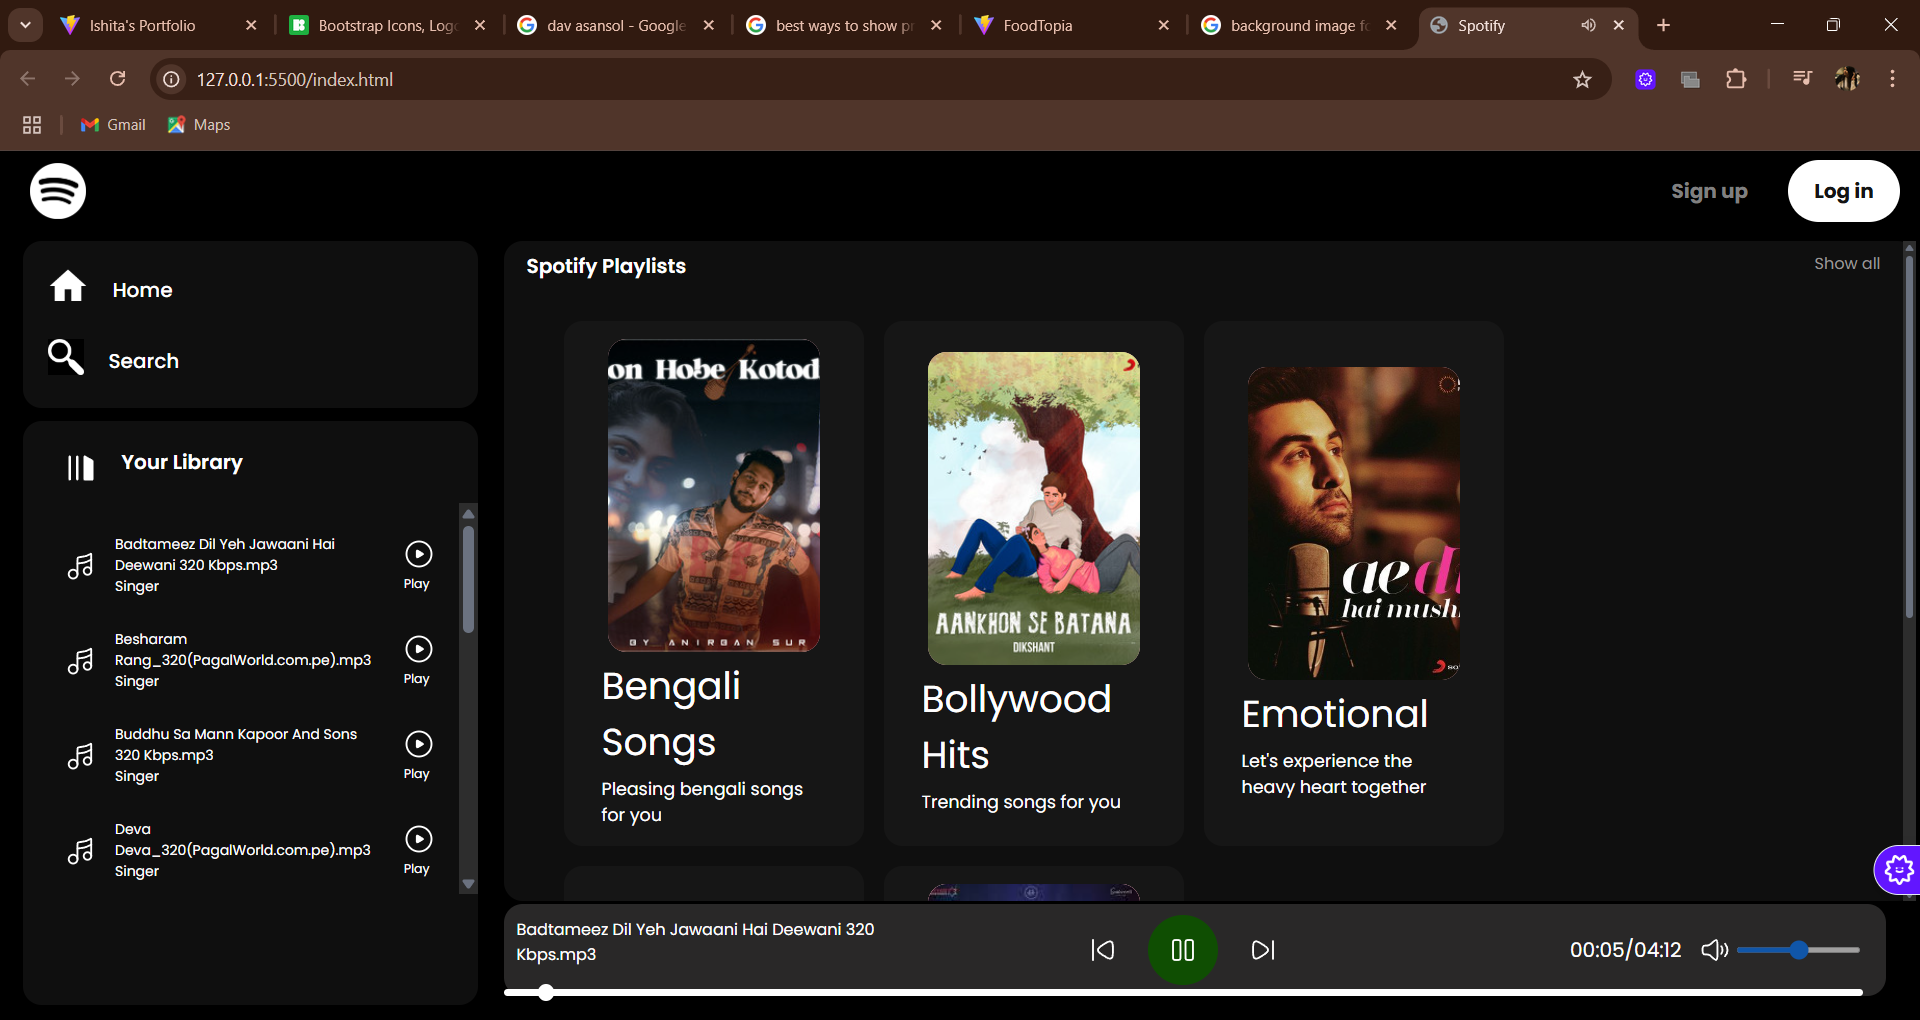 Ishita's Portfolio
Bootstrap Icons, Logo
dav asansol - Google
best ways to show pr
FoodTopia
background image fo
Spotify
127.0.0.1:5500/index.html
Gmail
Maps
Sign up
Log in
Home
Search
Your Library
Badtameez Dil Yeh Jawaani Hai
Deewani 320 Kbps.mp3
Singer
Play
Besharam
Rang_320(PagalWorld.com.pe).mp3
Singer
Play
Buddhu Sa Mann Kapoor And Sons
320 Kbps.mp3
Singer
Play
Deva
Deva_320(PagalWorld.com.pe).mp3
Singer
Play
Spotify Playlists
Show all
on Hobe Kotod
BY ANIRBAN SUR
Bengali
Songs
Pleasing bengali songs
for you
AANKHON SE BATANA
DIKSHANT
Bollywood
Hits
Trending songs for you
ae di
hai mush
Emotional
Let's experience the
heavy heart together
Badtameez Dil Yeh Jawaani Hai Deewani 320
Kbps.mp3
00:05/04:12